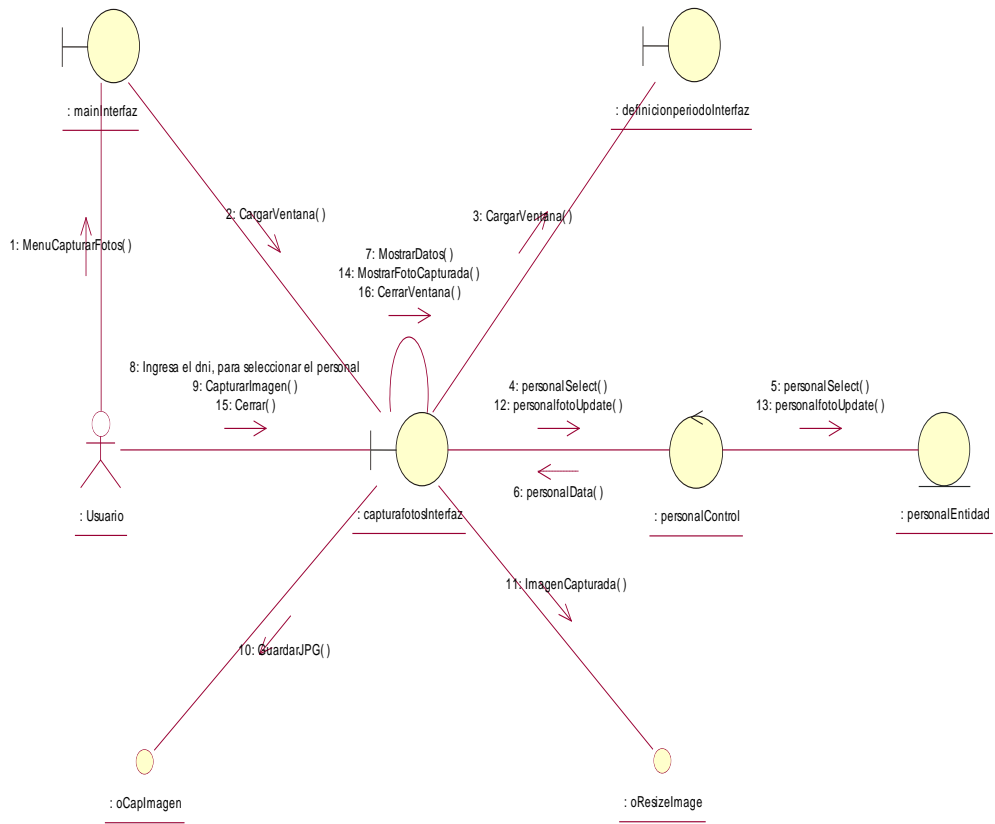 : mainInterfaz
: definicionperiodoInterfaz
2: CargarVentana( )
3: CargarVentana( )
1: MenuCapturarFotos( )
7: MostrarDatos( )
14: MostrarFotoCapturada( )
16: CerrarVentana( )
8: Ingresa el dni, para seleccionar el personal
9: CapturarImagen( )
15: Cerrar( )
4: personalSelect( )
12: personalfotoUpdate( )
5: personalSelect( )
13: personalfotoUpdate( )
6: personalData( )
: Usuario
: capturafotosInterfaz
: personalControl
: personalEntidad
11: ImagenCapturada( )
10: GuardarJPG( )
: oCapImagen
: oResizeImage